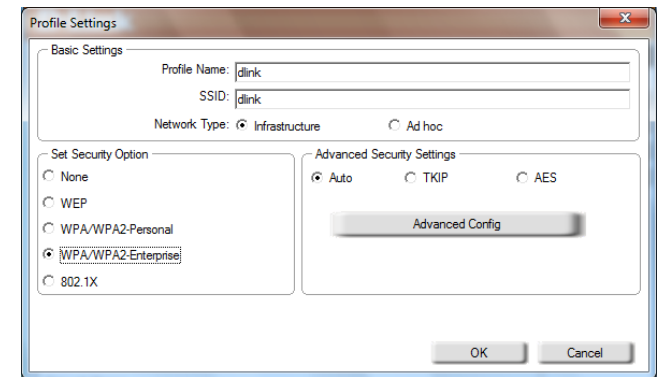 Profile Settings
Basic Settings
Profile Name: dlink
SSID: dlink
Network Type: Infrastructure Ad hoc
Set Security Option
None
WEP
WPA/WPA2-Personal
WPA/WPA2-Enterprise
802.1X
Advanced Security Settings
Auto TKIP AES
Advanced Config
OK Cancel